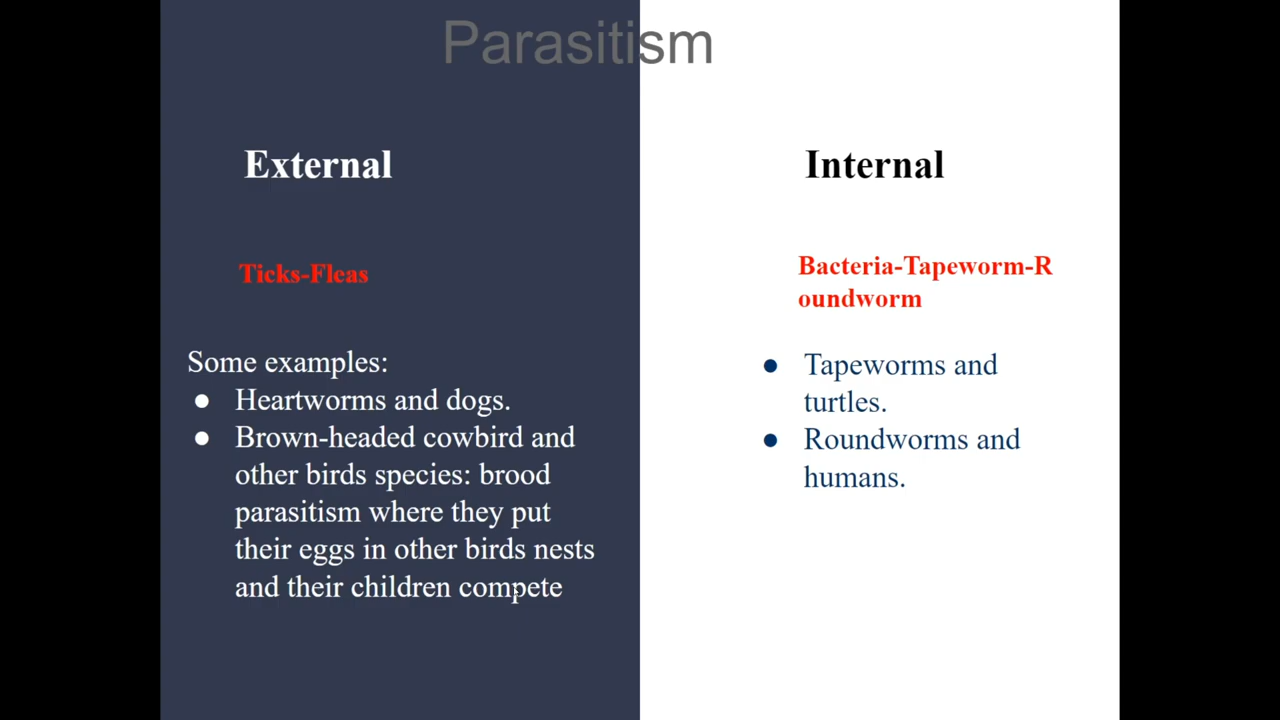 Parasitism
External
Ticks-Fleas
Some examples:
● Heartworms and dogs.
● Brown-headed cowbird and
other birds species: brood
parasitism where they put
their eggs in other birds nests
and their children compete
Internal
Bacteria-Tapeworm-R
oundworm
● Tapeworms and
turtles.
● Roundworms and
humans.